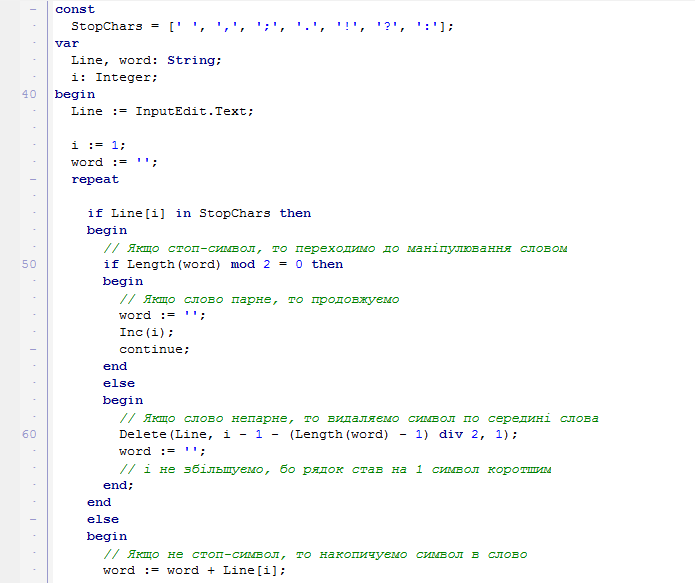 const
StopChars = [' ', ',', ';', '.', '!', '?', ':'];
var
Line, word: String;
i: Integer;
40 begin
Line := InputEdit.Text;
i := 1;
word := '';
repeat
if Line[i] in StopChars then
begin
// Якщо стоп-символ, то переходимо до маніпулювання словом
50 if Length(word) mod 2 = 0 then
begin
// Якщо слово парне, то продовжуємо
word := '';
Inc(i);
continue;
end
else
begin
// Якщо слово непарне, то видаляємо символ по середині слова
60 Delete(Line, i - 1 - (Length(word) - 1) div 2, 1);
word := '';
// і не збільшуємо, бо рядок став на 1 символ коротшим
end;
end
else
begin
// Якщо не стоп-символ, то накопичуємо символ в слово
word := word + Line[i];